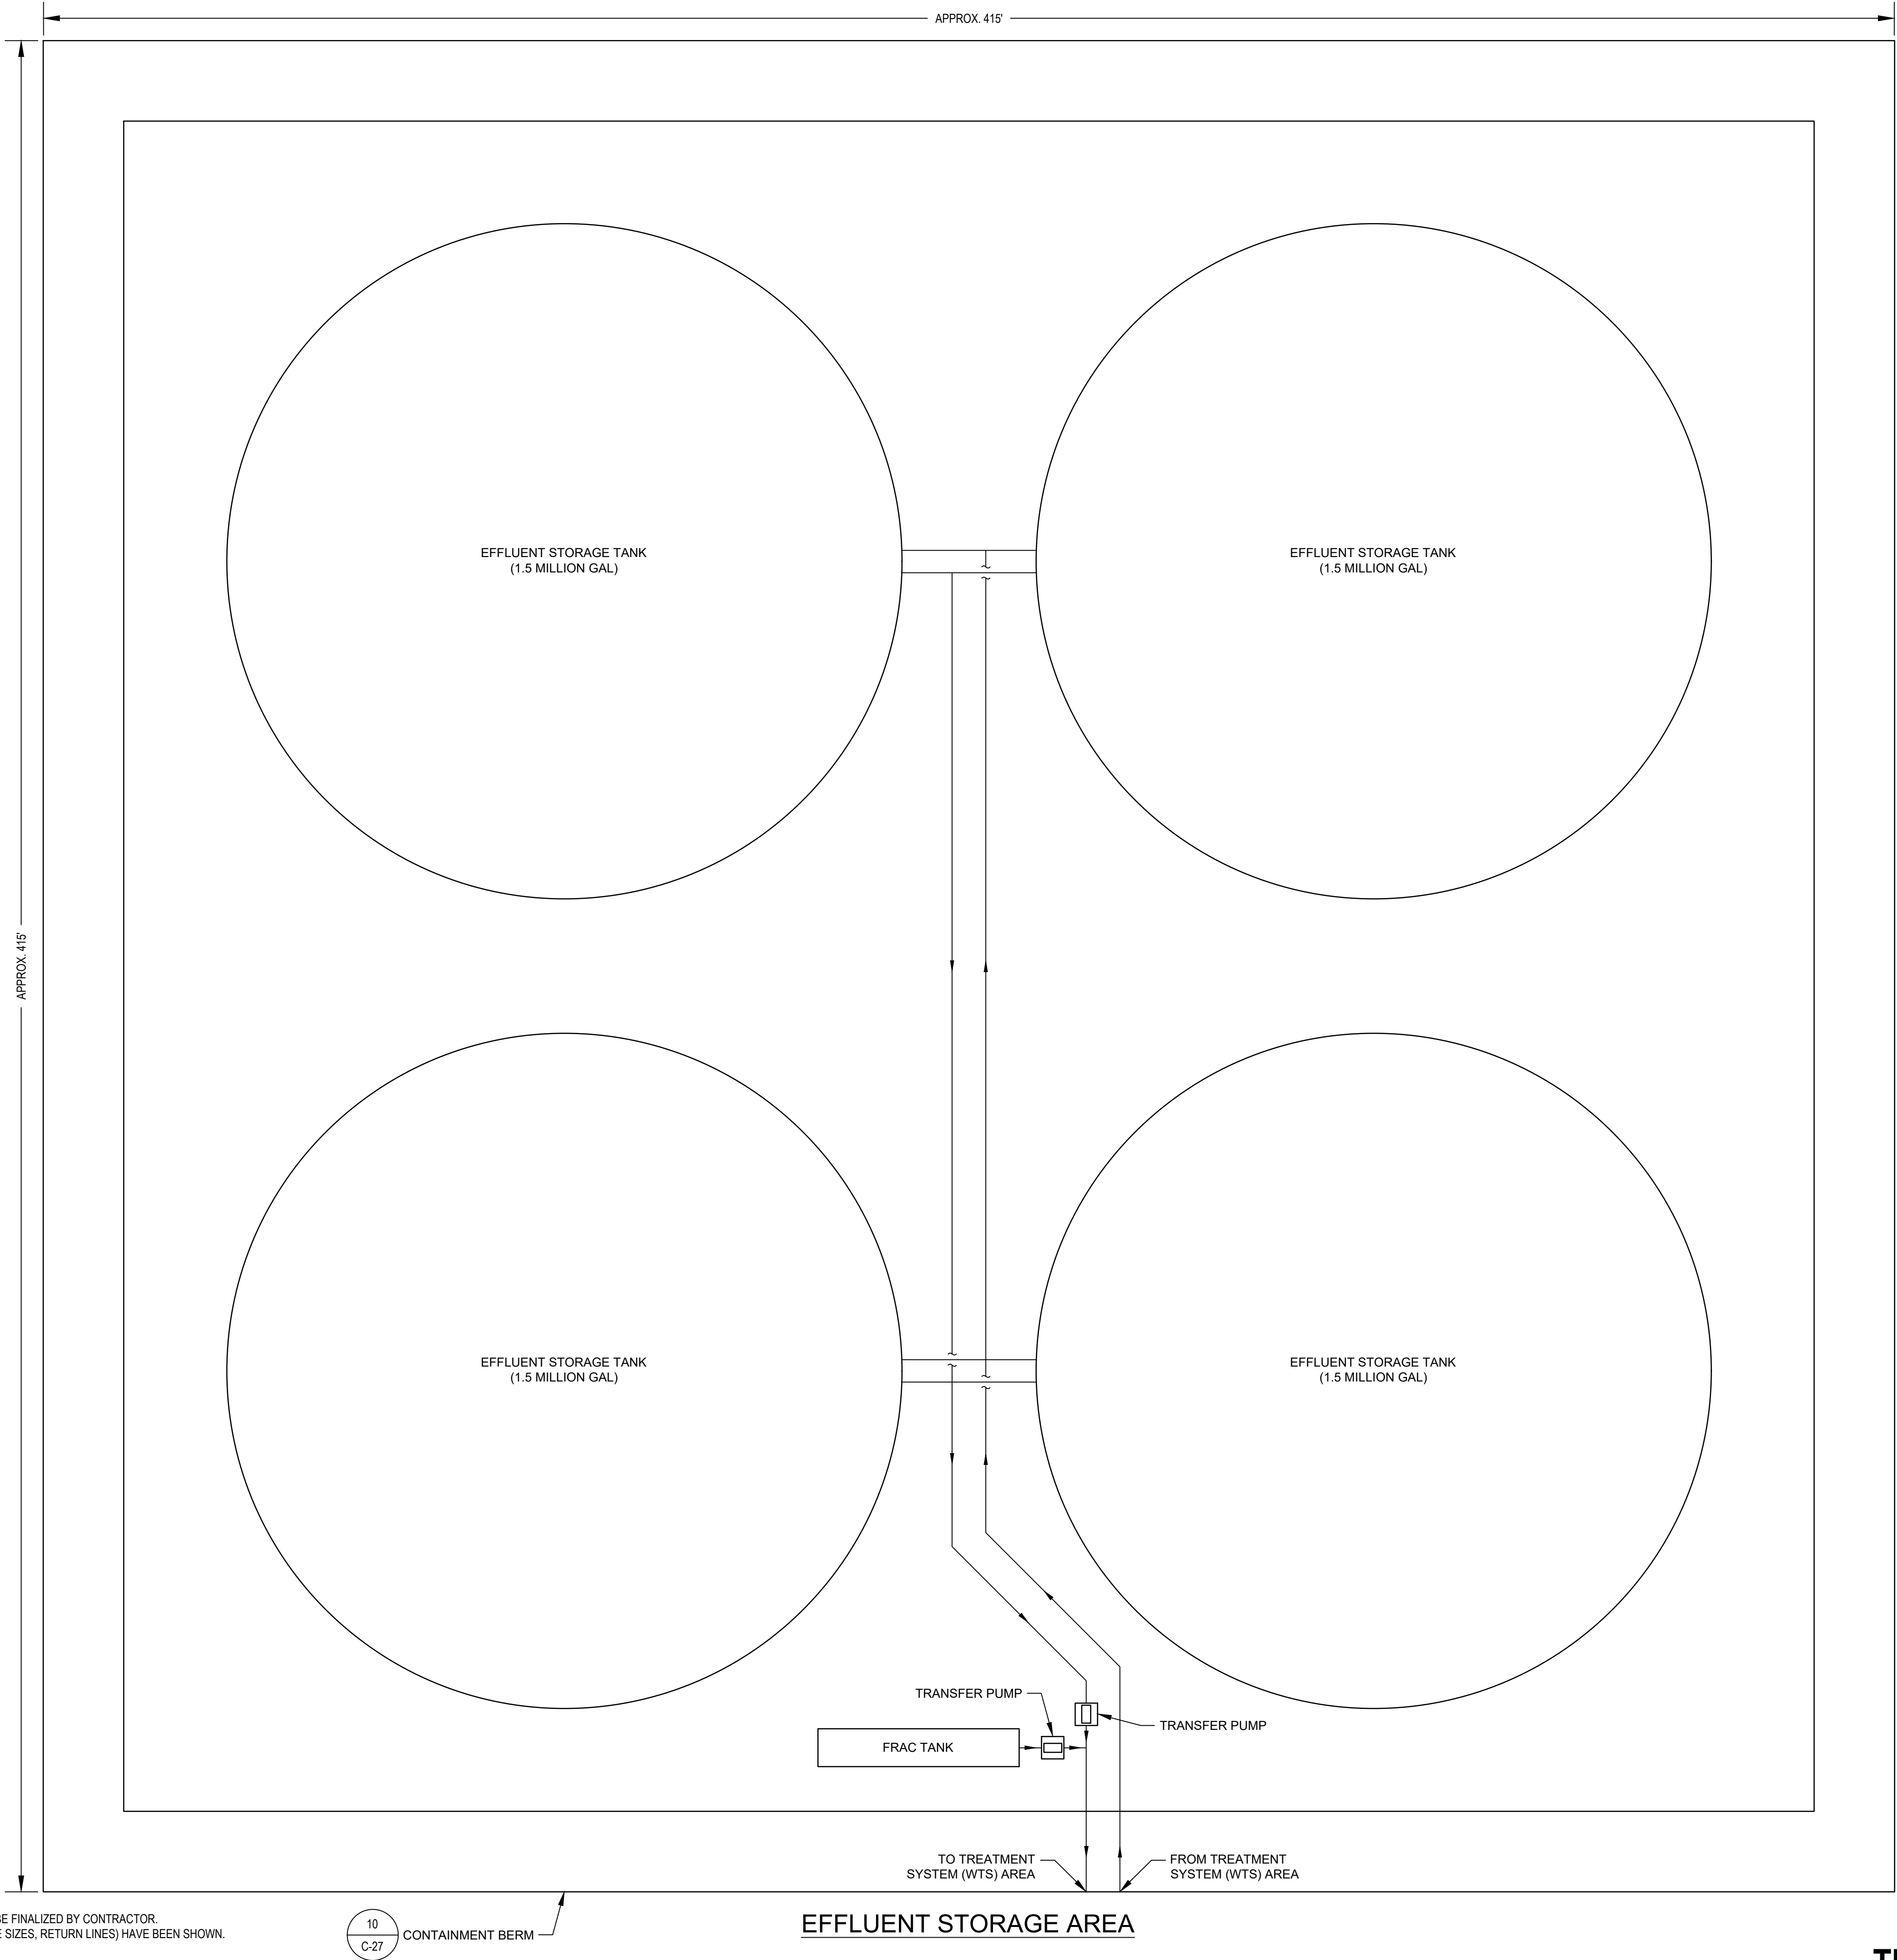 APPROX. 415'
APPROX. 415'
EFFLUENT STORAGE TANK
(1.5 MILLION GAL)
EFFLUENT STORAGE TANK
(1.5 MILLION GAL)
EFFLUENT STORAGE TANK
(1.5 MILLION GAL)
EFFLUENT STORAGE TANK
(1.5 MILLION GAL)
TRANSFER PUMP
TRANSFER PUMP
FRAC TANK
TO TREATMENT
SYSTEM (WTS) AREA
FROM TREATMENT
SYSTEM (WTS) AREA
BE FINALIZED BY CONTRACTOR.
SIZES, RETURN LINES) HAVE BEEN SHOWN.
10
C-27
CONTAINMENT BERM
EFFLUENT STORAGE AREA